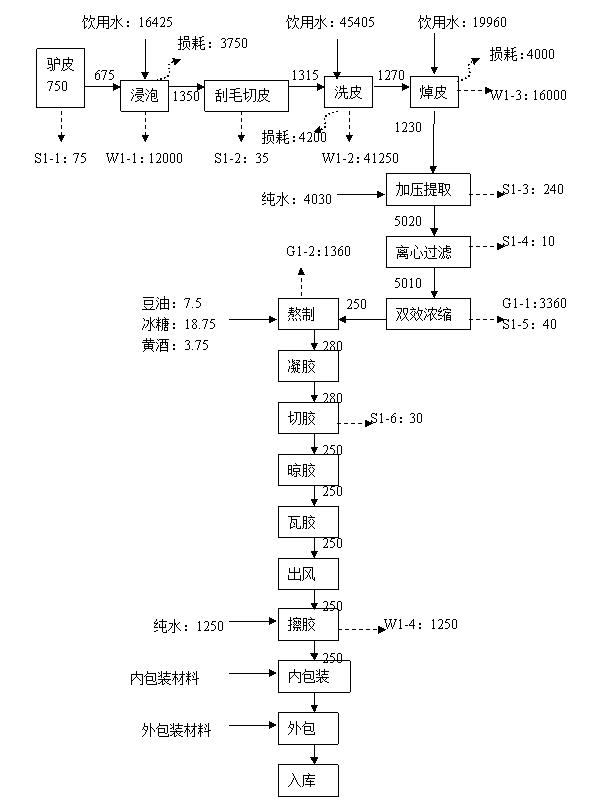 饮用水：16425
饮用水：45405
饮用水：19960
损耗：3750
损耗：4000
驴皮
750
675
浸泡
1350
刮毛切皮
1315
洗皮
1270
焯皮
W1-3：16000
损耗：4200
1230
S1-1：75
W1-1：12000
S1-2：35
W1-2：41250
纯水：4030
加压提取
S1-3：240
5020
离心过滤
S1-4：10
G1-2:1360
5010
豆油：7.5
冰糖：18.75
黄酒：3.75
熬制
250
双效浓缩
G1-1:3360
S1-5：40
280
凝胶
280
切胶
S1-6：30
250
晾胶
250
瓦胶
250
出风
250
纯水：1250
擦胶
W1-4：1250
250
内包装材料
内包装
外包装材料
外包
入库